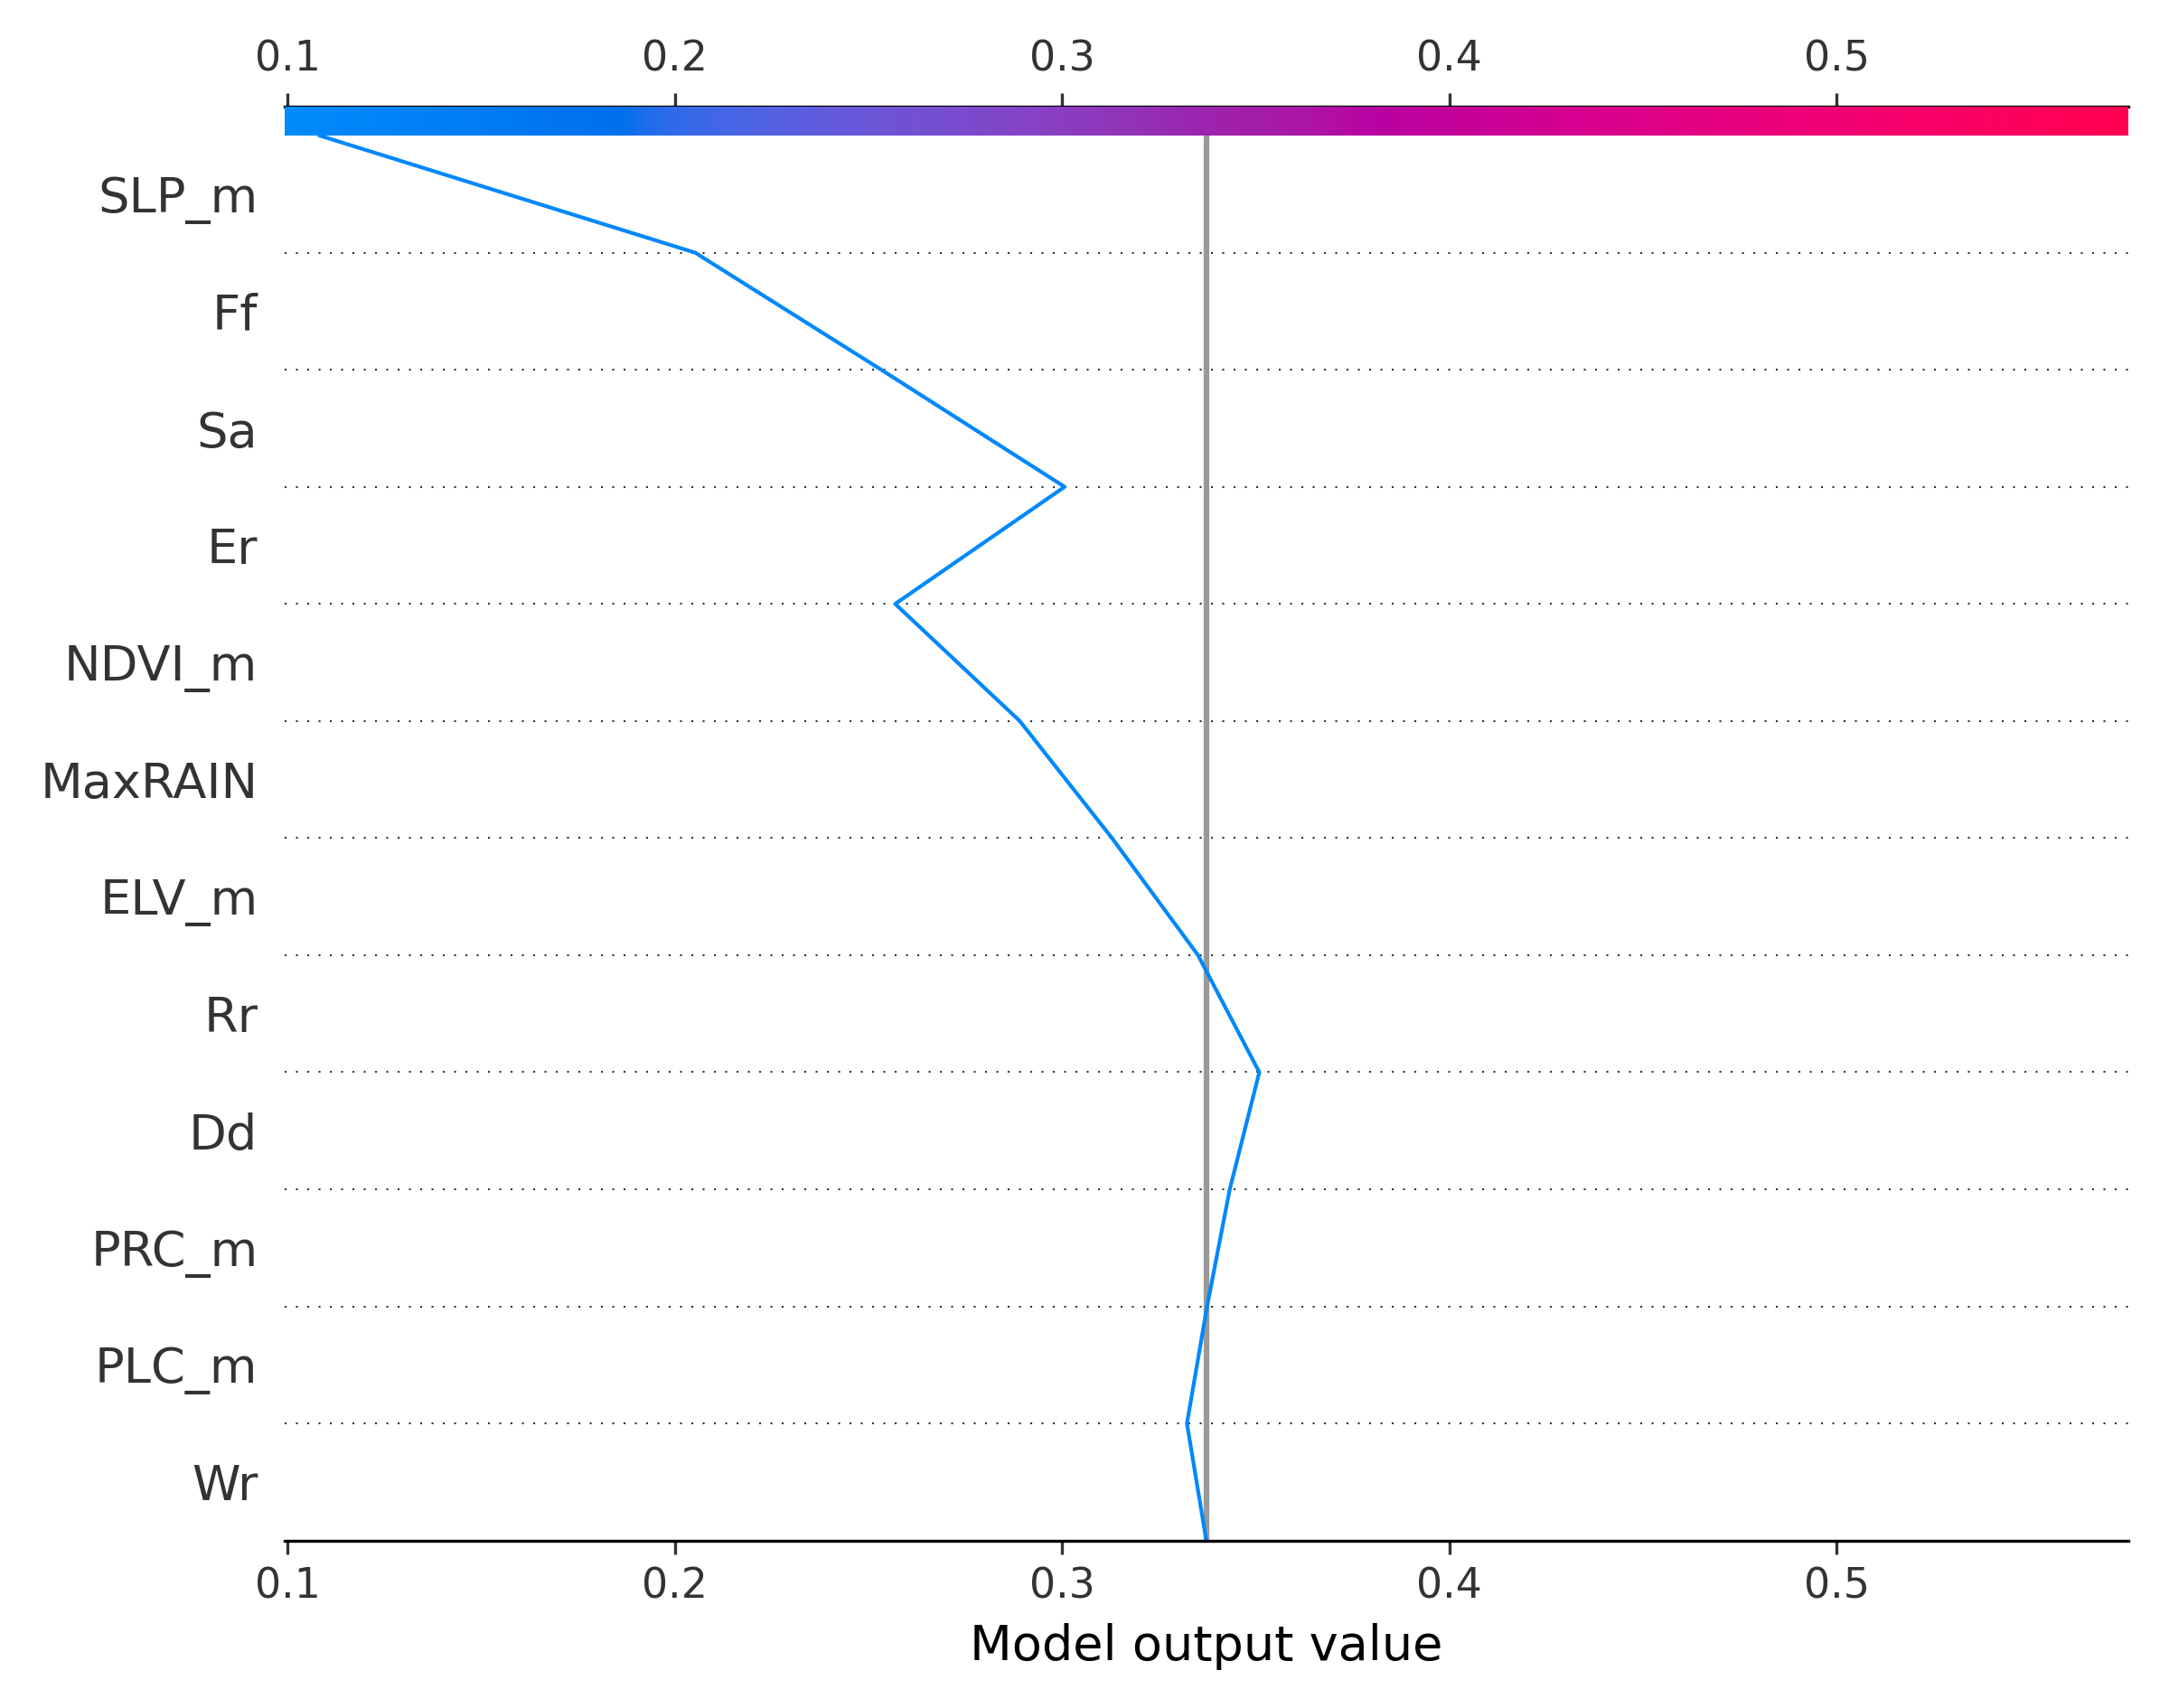 0.1 0.2 0.3 0.4 0.5
SLP_m
Ff
Sa
Er
NDVI_m
MaxRAIN
ELV_m
Rr
Dd
PRC_m
PLC_m
Wr
0.1 0.2 0.3 0.4 0.5
Model output value